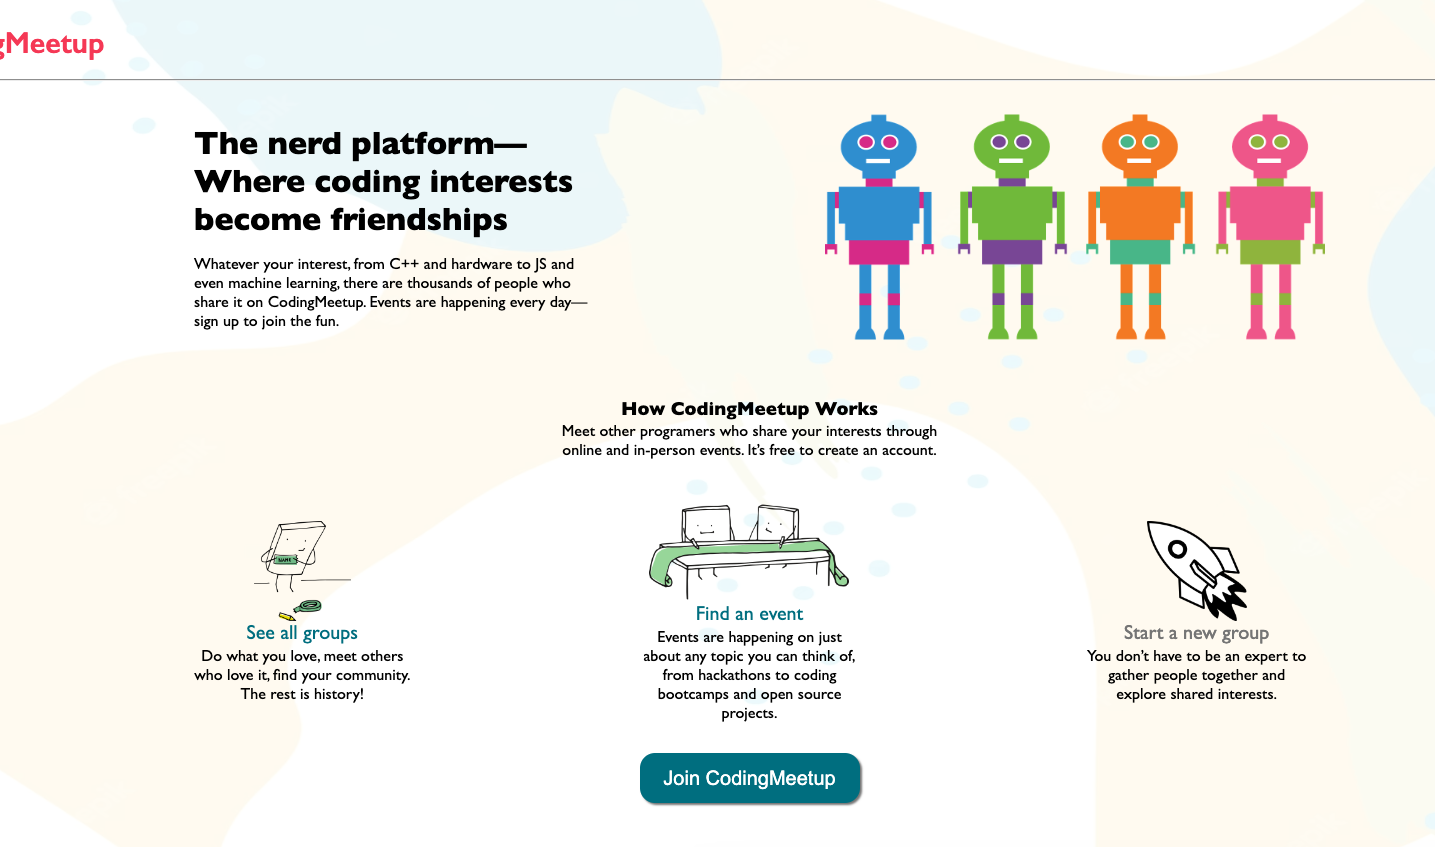 gMeetup
The nerd platform—
Where coding interests
become friendships
Whatever your interest, from C++ and hardware to JS and
even machine learning, there are thousands of people who
share it on CodingMeetup. Events are happening every day—
sign up to join the fun.
How CodingMeetup Works
Meet other programers who share your interests through
online and in-person events. It’s free to create an account.
NAME
See all groups
Do what you love, meet others
who love it, find your community.
The rest is history!
Find an event
Events are happening on just
about any topic you can think of,
from hackathons to coding
bootcamps and open source
projects.
Start a new group
You don’t have to be an expert to
gather people together and
explore shared interests.
Join CodingMeetup